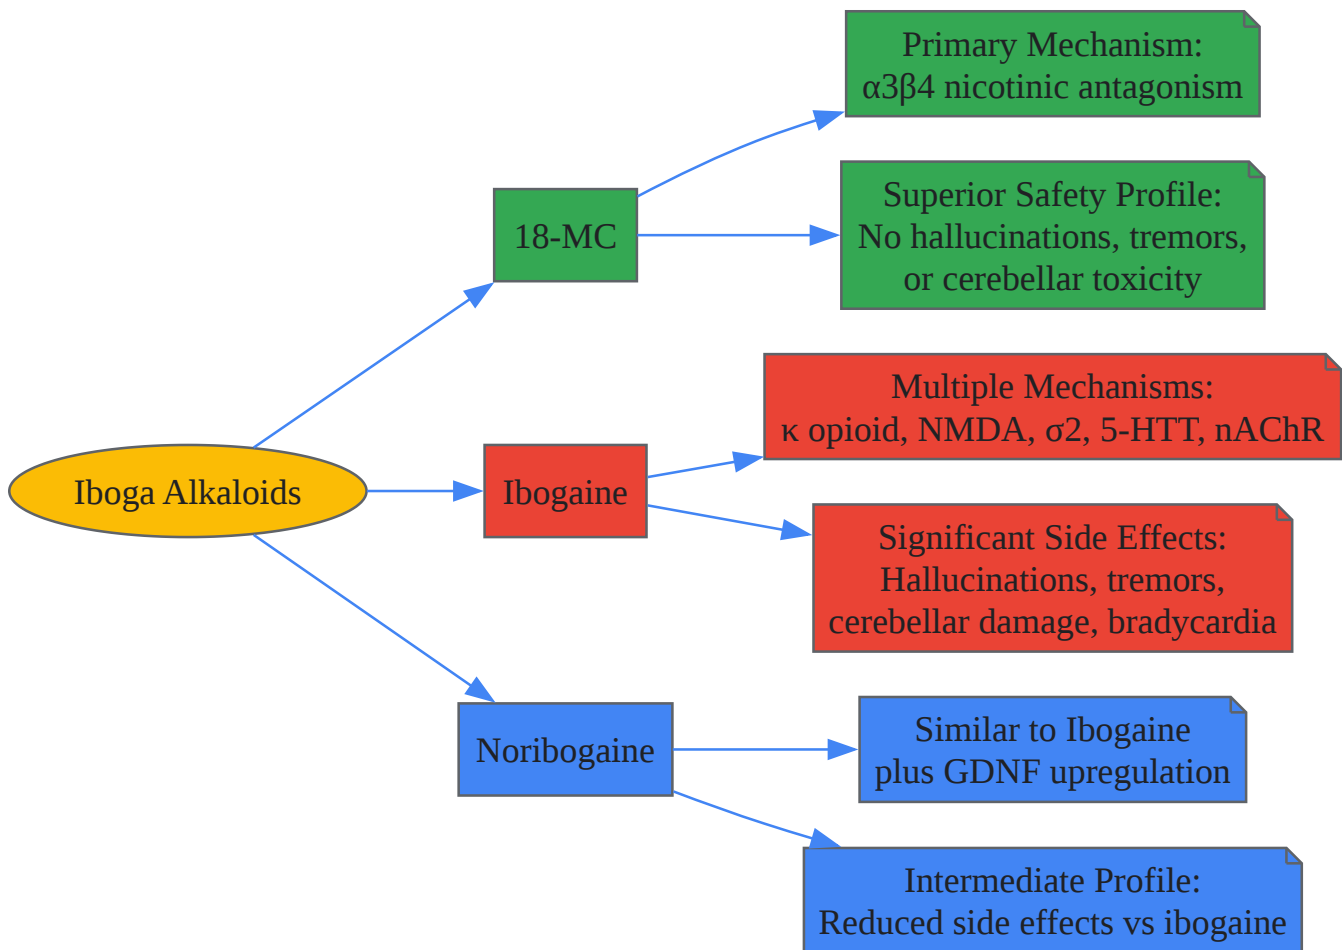 Iboga Alkaloids
18-MC
Primary Mechanism:
α3β4 nicotinic antagonism
Superior Safety Profile:
No hallucinations, tremors,
or cerebellar toxicity
Ibogaine
Multiple Mechanisms:
κ opioid, NMDA, σ2, 5-HTT, nAChR
Significant Side Effects:
Hallucinations, tremors,
cerebellar damage, bradycardia
Noribogaine
Similar to Ibogaine
plus GDNF upregulation
Intermediate Profile:
Reduced side effects vs ibogaine